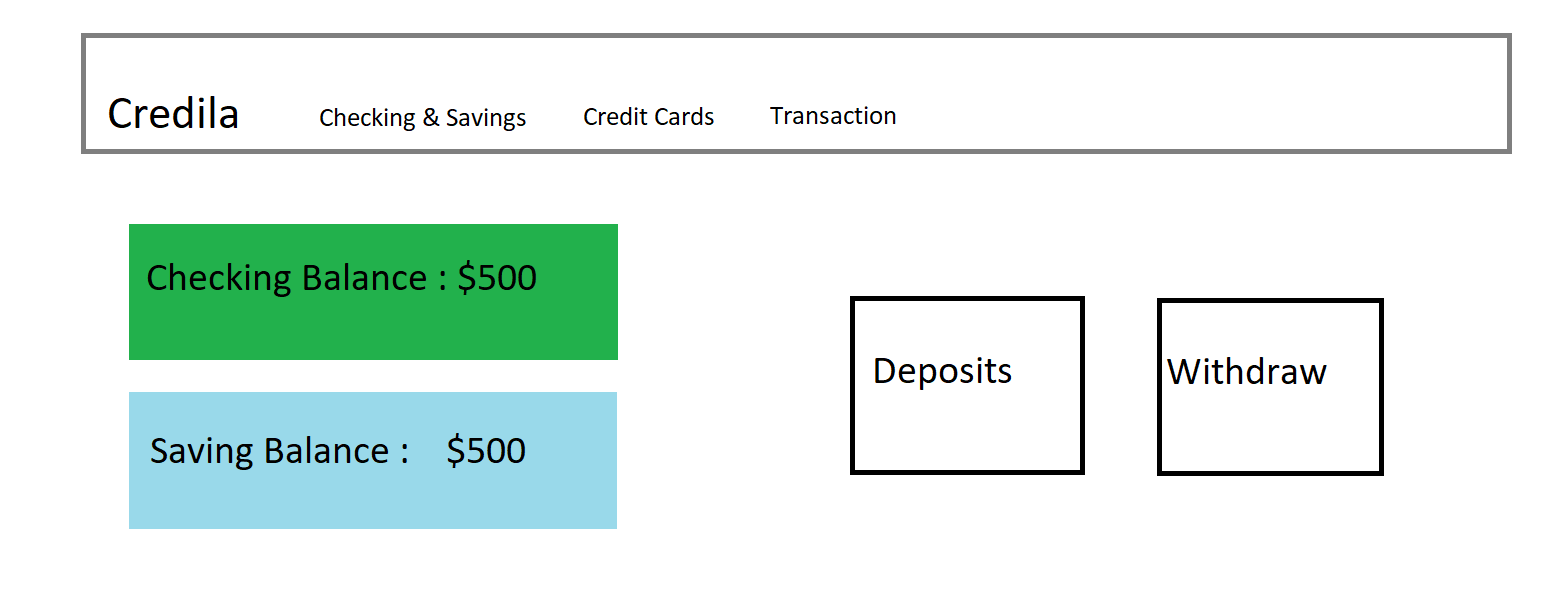 Credila Checking & Savings Credit Cards Transaction
Checking Balance : $500
Saving Balance : $500
Deposits
Withdraw